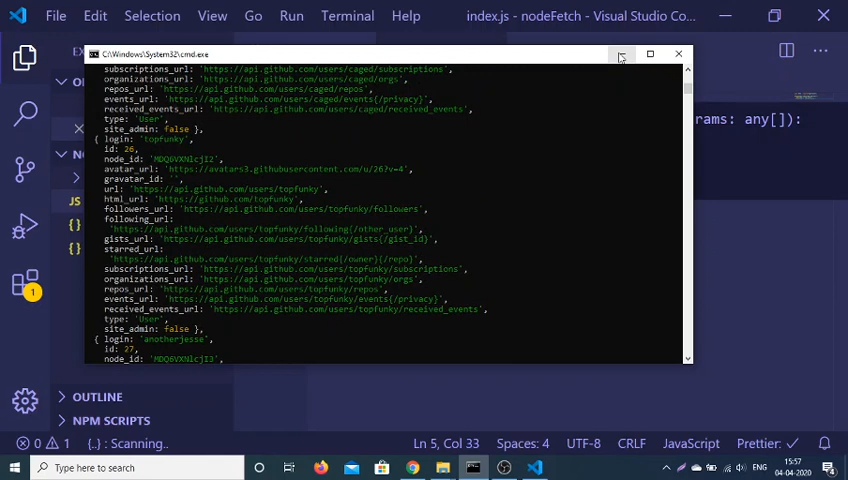 File Edit Selection View Go Run Terminal Help index.js - nodeFetch - Visual Studio Co...
C:\Windows\System32\cmd.exe
subscriptions_url: 'https://api.github.com/users/caged/subscriptions',
organizations_url: 'https://api.github.com/users/caged/orgs',
repos_url: 'https://api.github.com/users/caged/repos',
events_url: 'https://api.github.com/users/caged/events{/privacy}',
received_events_url: 'https://api.github.com/users/caged/received_events',
type: 'User',
site_admin: false },
{ login: 'topfunky',
id: 26,
node_id: 'MDQ6VXNlcjI2',
avatar_url: 'https://avatars3.githubusercontent.com/u/26?v=4',
gravatar_id: '',
url: 'https://api.github.com/users/topfunky',
html_url: 'https://github.com/topfunky',
followers_url: 'https://api.github.com/users/topfunky/followers',
following_url:
'https://api.github.com/users/topfunky/following{/other_user}',
gists_url: 'https://api.github.com/users/topfunky/gists{/gist_id}',
starred_url:
'https://api.github.com/users/topfunky/starred{/owner}{/repo}',
subscriptions_url: 'https://api.github.com/users/topfunky/subscriptions',
organizations_url: 'https://api.github.com/users/topfunky/orgs',
repos_url: 'https://api.github.com/users/topfunky/repos',
events_url: 'https://api.github.com/users/topfunky/events{/privacy}',
received_events_url: 'https://api.github.com/users/topfunky/received_events',
type: 'User',
site_admin: false },
{ login: 'anotherjesse',
id: 27,
node_id: 'MDQ6VXNlcjI3',
rams: any[]):
JS
{}
{}
OUTLINE
NPM SCRIPTS
1
0 1 {..} : Scanning.. Ln 5, Col 33 Spaces: 4 UTF-8 CRLF JavaScript Prettier: ✓
Type here to search
ENG
15:57
04-04-2020
4